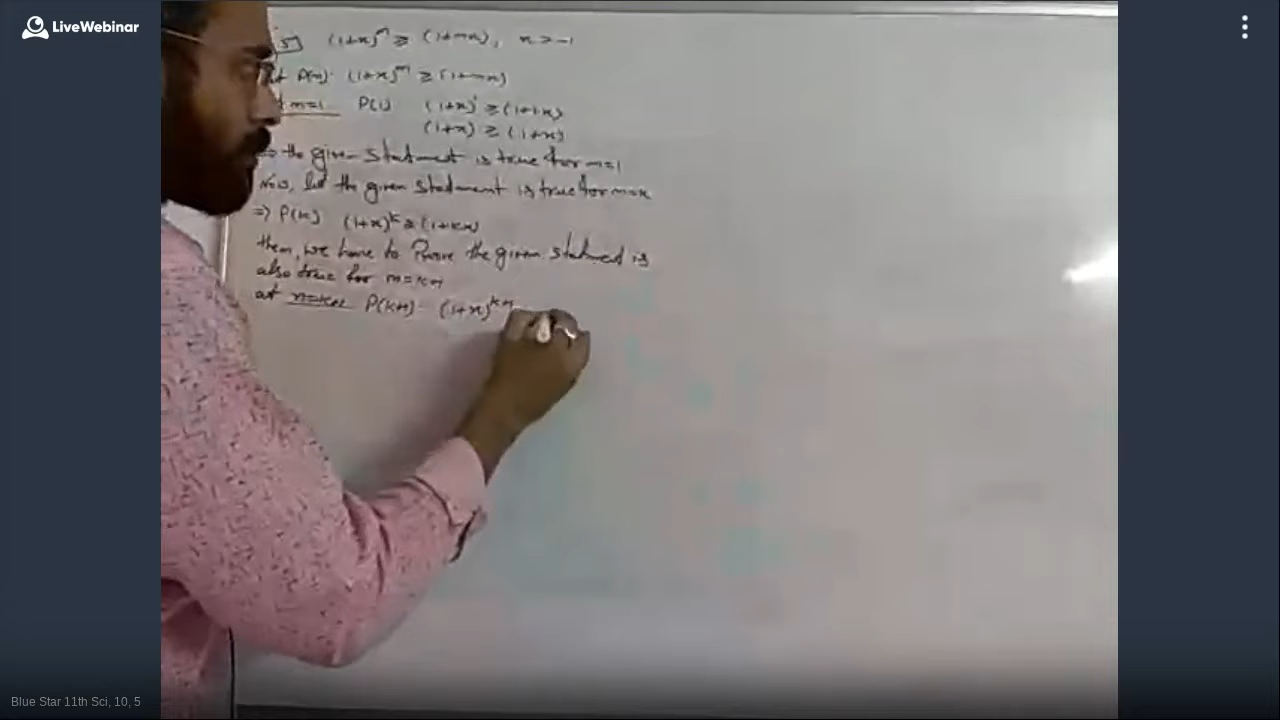 LiveWebinar
(1+x)ⁿ ≥ (1+nx), x > -1
P(n): (1+x)ⁿ ≥ (1+nx)
n=1 P(1) (1+x)¹ ≥ (1+1x)
(1+x) ≥ (1+x)
⇒ the given statement is true for n=1
Now, let the given statement is true for n=k
⇒ P(k) (1+x)ᵏ ≥ (1+kx)
then, we have to Prove the given statement is
also true for n=k+1
at n=k+1 P(k+1) - (1+x)ᵏ⁺¹
Blue Star 11th Sci, 10, 5